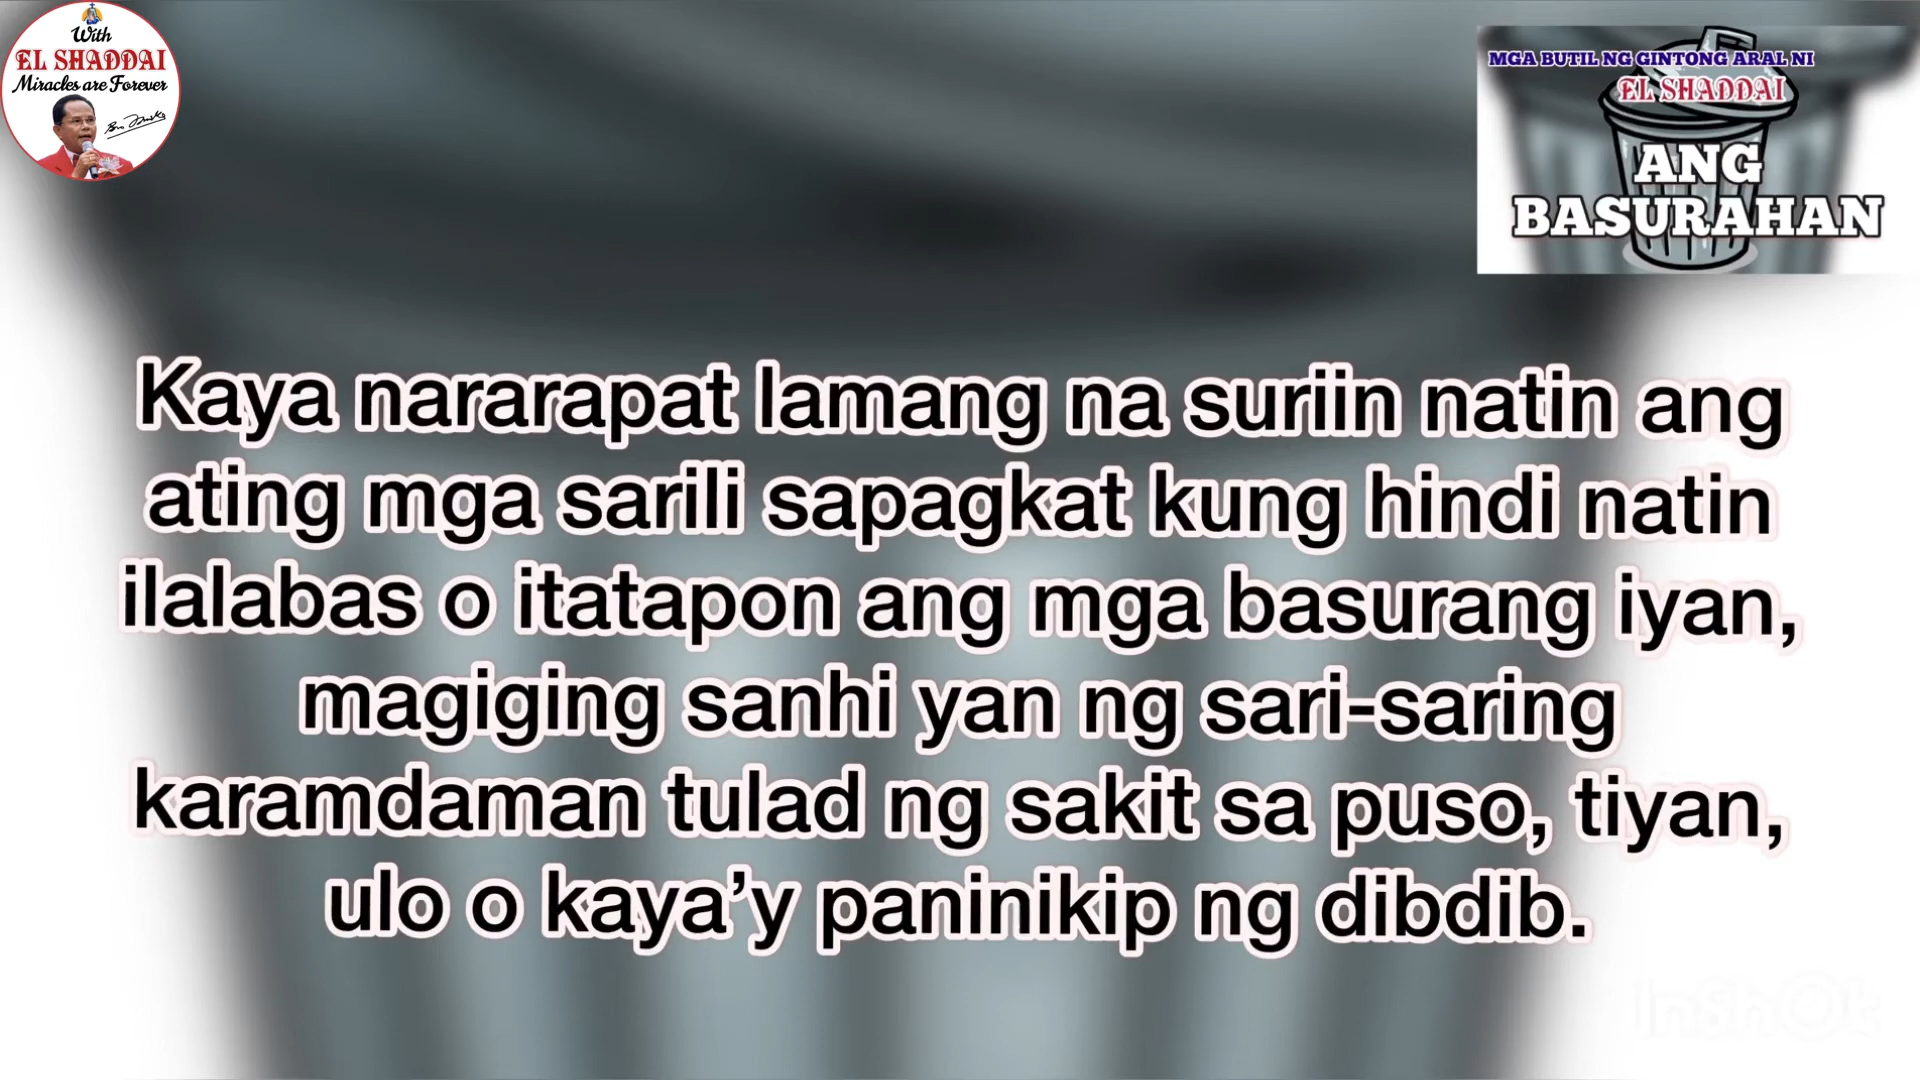 With
EL SHADDAI
Miracles are Forever
MGA BUTIL NG GINTONG ARAL NI
EL SHADDAI
ANG
BASURAHAN
Kaya nararapat lamang na suriin natin ang
ating mga sarili sapagkat kung hindi natin
ilalabas o itatapon ang mga basurang iyan,
magiging sanhi yan ng sari-saring
karamdaman tulad ng sakit sa puso, tiyan,
ulo o kaya’y paninikip ng dibdib.
InShOt